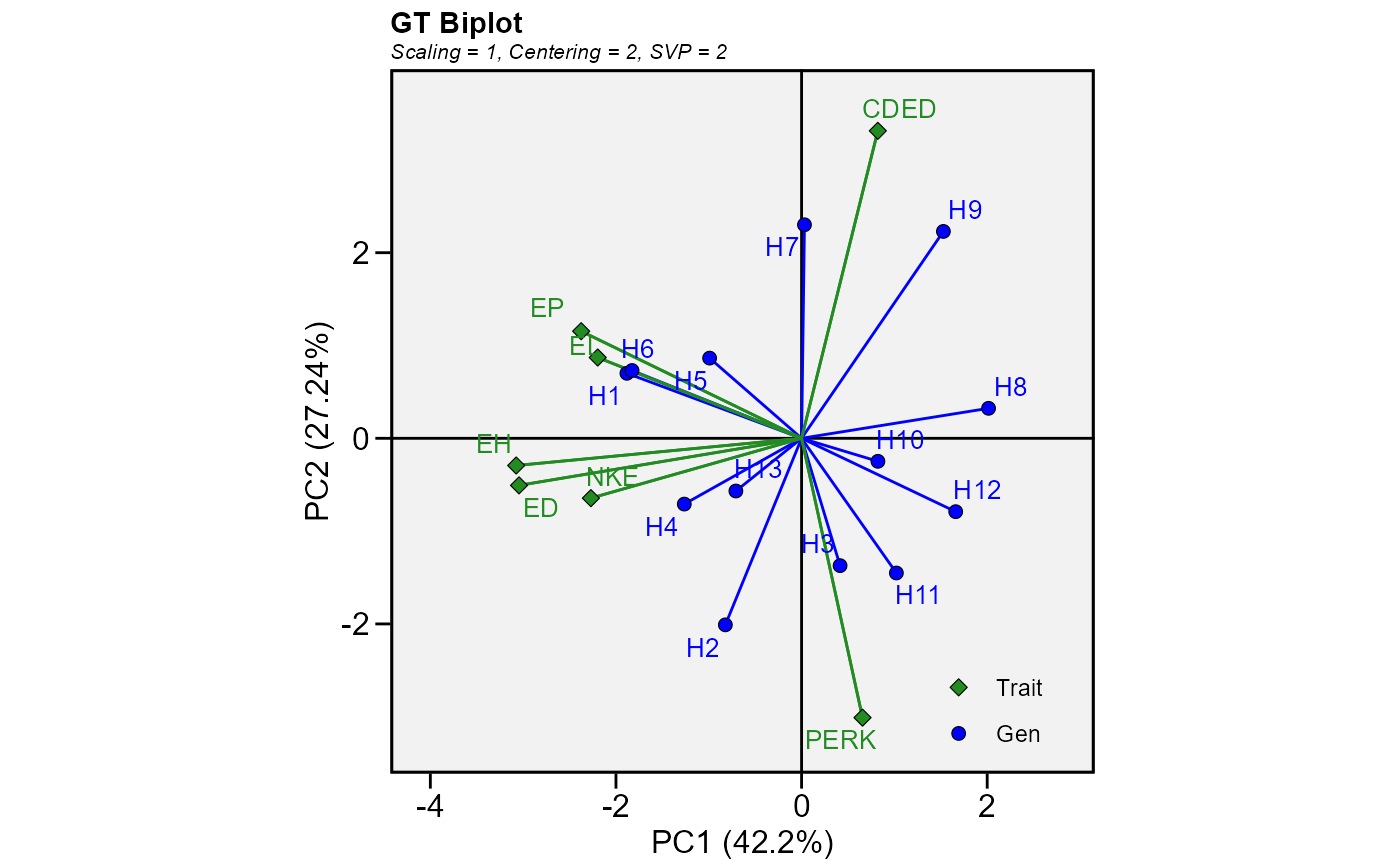 GT Biplot
Scaling = 1, Centering = 2, SVP = 2
CDED
H9
H7
EP
EL
H6
H5
H1
H8
EH
H10
NKE
H13
ED
H12
H4
H3
H11
H2
PERK
Trait
Gen
2
0
-2
-4
-2
0
2
PC1 (42.2%)
PC2 (27.24%)